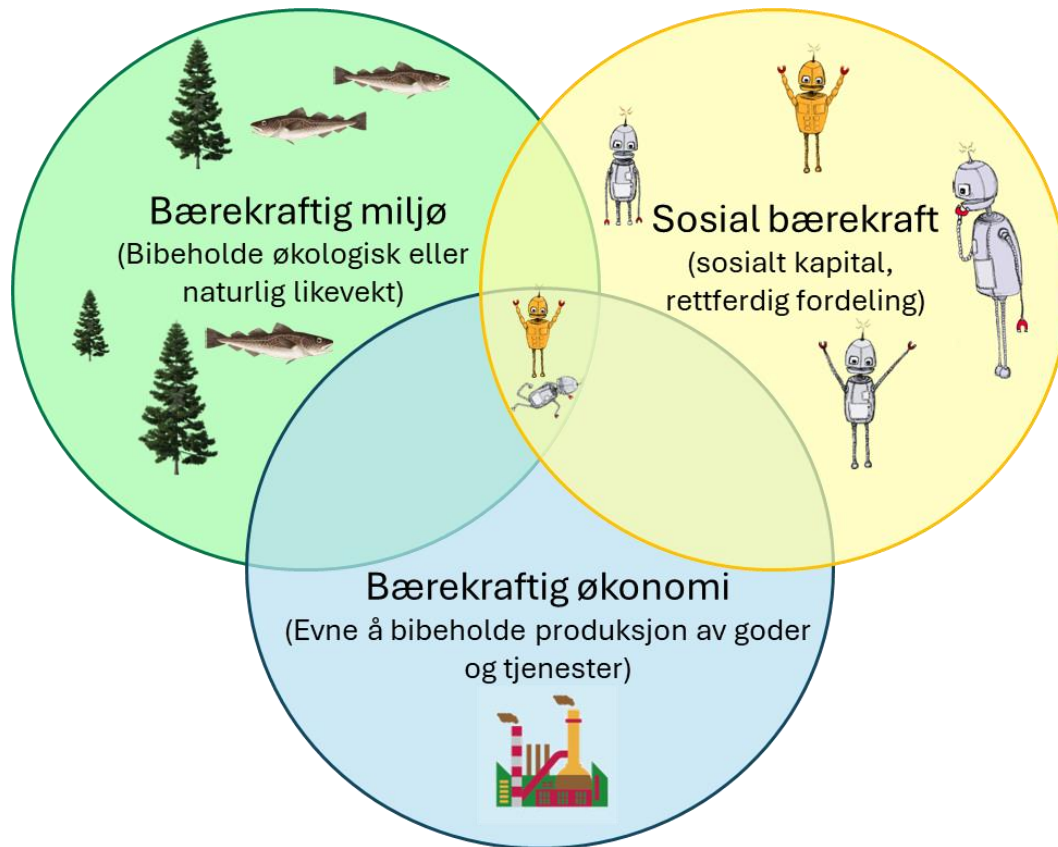 Bærekraftig miljø
(Bibeholde økologisk eller
naturlig likevekt)
Sosial bærekraft
(sosialt kapital,
rettferdig fordeling)
Bærekraftig økonomi
(Evne å bibeholde produksjon av goder
og tjenester)